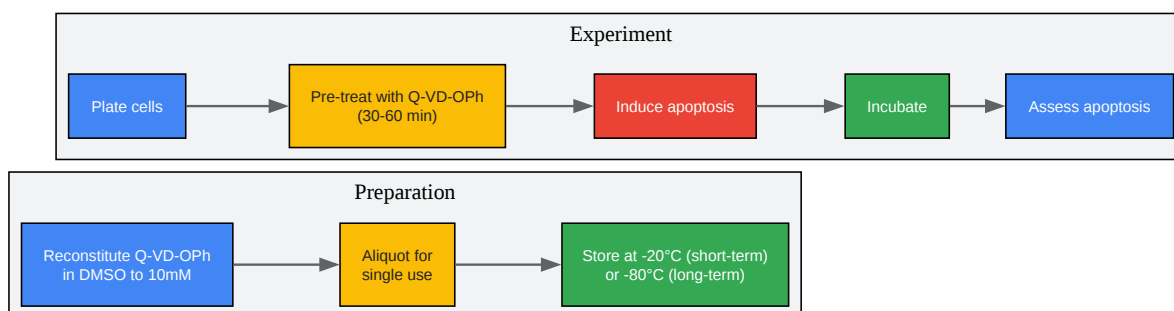 Experiment
Plate cells
Pre-treat with Q-VD-OPh
(30-60 min)
Induce apoptosis
Incubate
Assess apoptosis
Preparation
Reconstitute Q-VD-OPh
in DMSO to 10mM
Aliquot for
single use
Store at -20°C (short-term)
or -80°C (long-term)